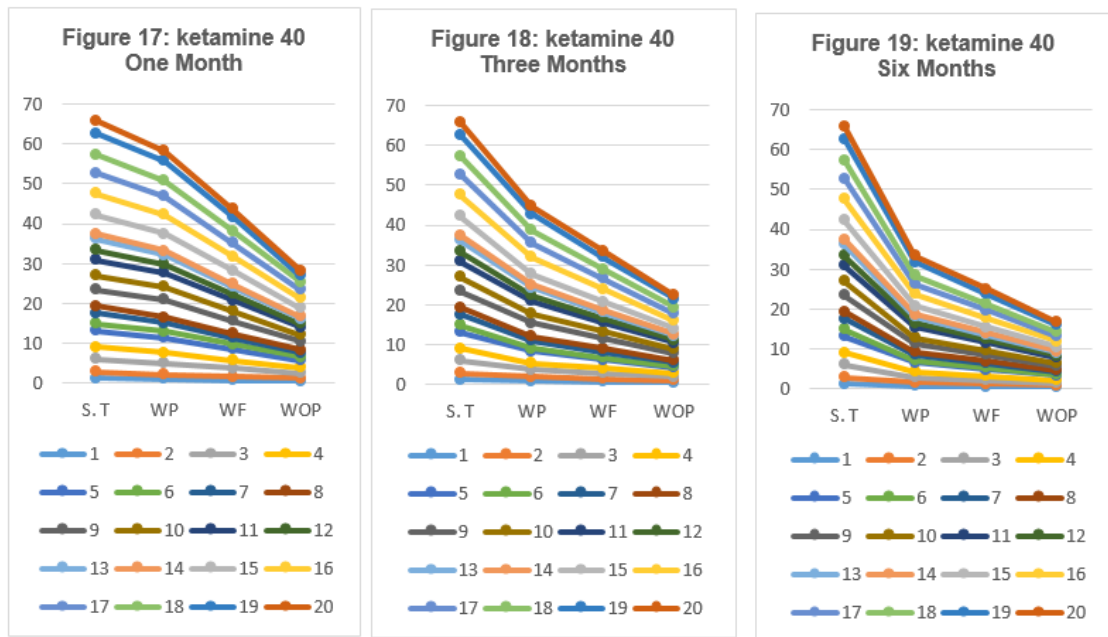 Figure 17: ketamine 40
One Month
70
60
50
40
30
20
10
0
S. T WP WF WOP
1 2 3 4
5 6 7 8
9 10 11 12
13 14 15 16
17 18 19 20
Figure 18: ketamine 40
Three Months
70
60
50
40
30
20
10
0
S. T WP WF WOP
1 2 3 4
5 6 7 8
9 10 11 12
13 14 15 16
17 18 19 20
Figure 19: ketamine 40
Six Months
70
60
50
40
30
20
10
0
S. T WP WF WOP
1 2 3 4
5 6 7 8
9 10 11 12
13 14 15 16
17 18 19 20